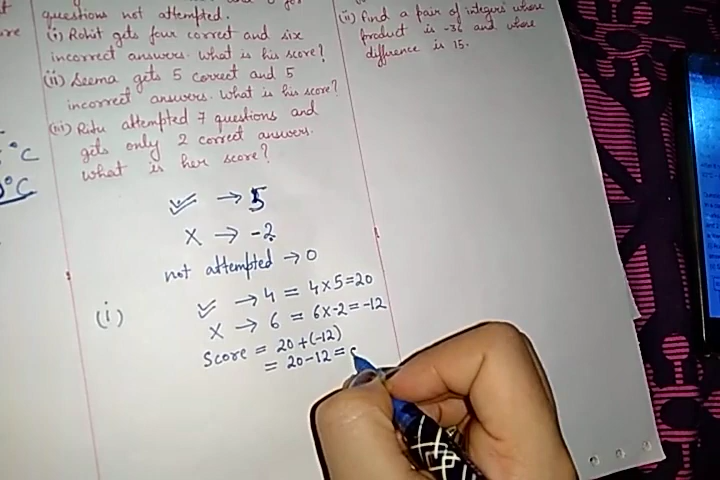 questions not attempted.
(i) Rohit gets four correct and six
incorrect answers. What is his score?
(ii) Seema gets 5 correct and 5
incorrect answers. What is his score?
(iii) Ritu attempted 7 questions and
gets only 2 correct answers.
what is her score?
✓ → 5
X → -2
not attempted → 0
(i)
✓ → 4 = 4x5=20
X → 6 = 6x-2=-12
Score = 20+(-12)
= 20-12=
(ii) find a pair of integers whose
product is -36 and whose
difference is 15.
°C
°C